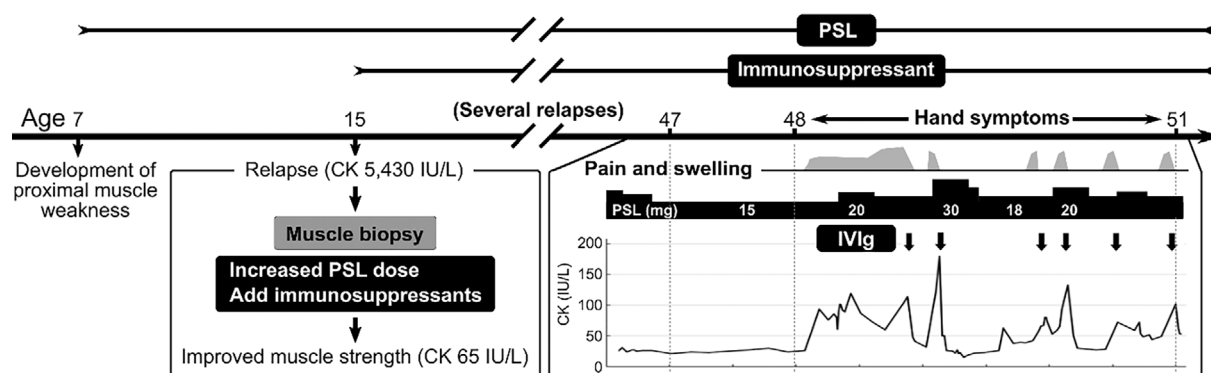 PSL
Immunosuppressant
Age 7 15 (Several relapses) 47 48 Hand symptoms 51
Development of
proximal muscle
weakness
Relapse (CK 5,430 IU/L)
Muscle biopsy
Increased PSL dose
Add immunosuppressants
Improved muscle strength (CK 65 IU/L)
Pain and swelling
PSL (mg) 15 20 30 18 20
IVIg
CK (IU/L)
200
150
100
50
0